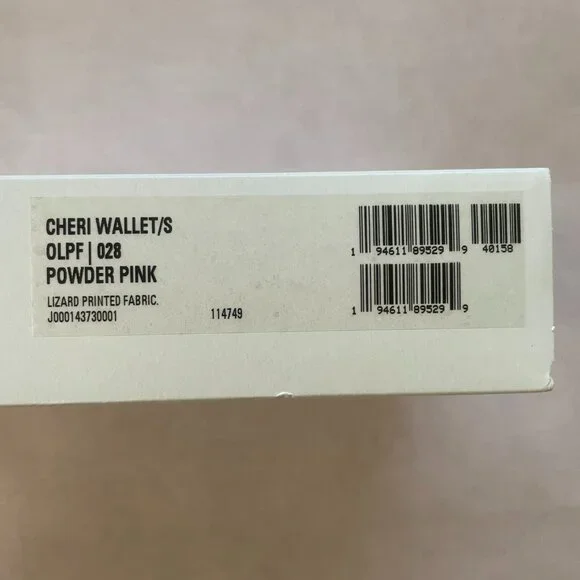 CHERI WALLET/S
OLPF | 028
POWDER PINK
LIZARD PRINTED FABRIC.
J000143730001 114749
1 94611 89529 9 40158
1 94611 89529 9